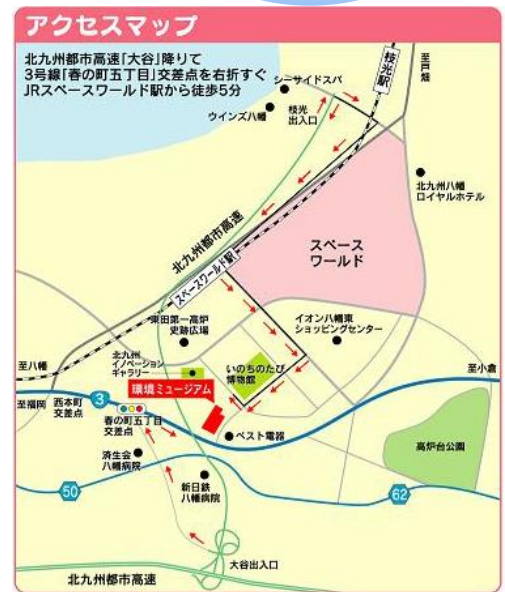 アクセスマップ
北九州都市高速「大谷」降りて
3号線「春の町五丁目」交差点を右折すぐ
JRスペースワールド駅から徒歩5分
枝光駅
至戸畑
シーサイドスパ
ウインズ八幡
枝光
出入口
北九州八幡
ロイヤルホテル
北九州都市高速
スペース
ワールド
スペースワールド駅
東田第一高炉
史跡広場
イオン八幡東
ショッピングセンター
北九州
イノベーション
ギャラリー
いのちのたび
博物館
至八幡
至小倉
環境ミュージアム
至福岡
西本町
交差点
3
春の町五丁目
交差点
ベスト電器
高炉台公園
済生会
八幡病院
新日鉄
八幡病院
50
62
大谷出入口
北九州都市高速